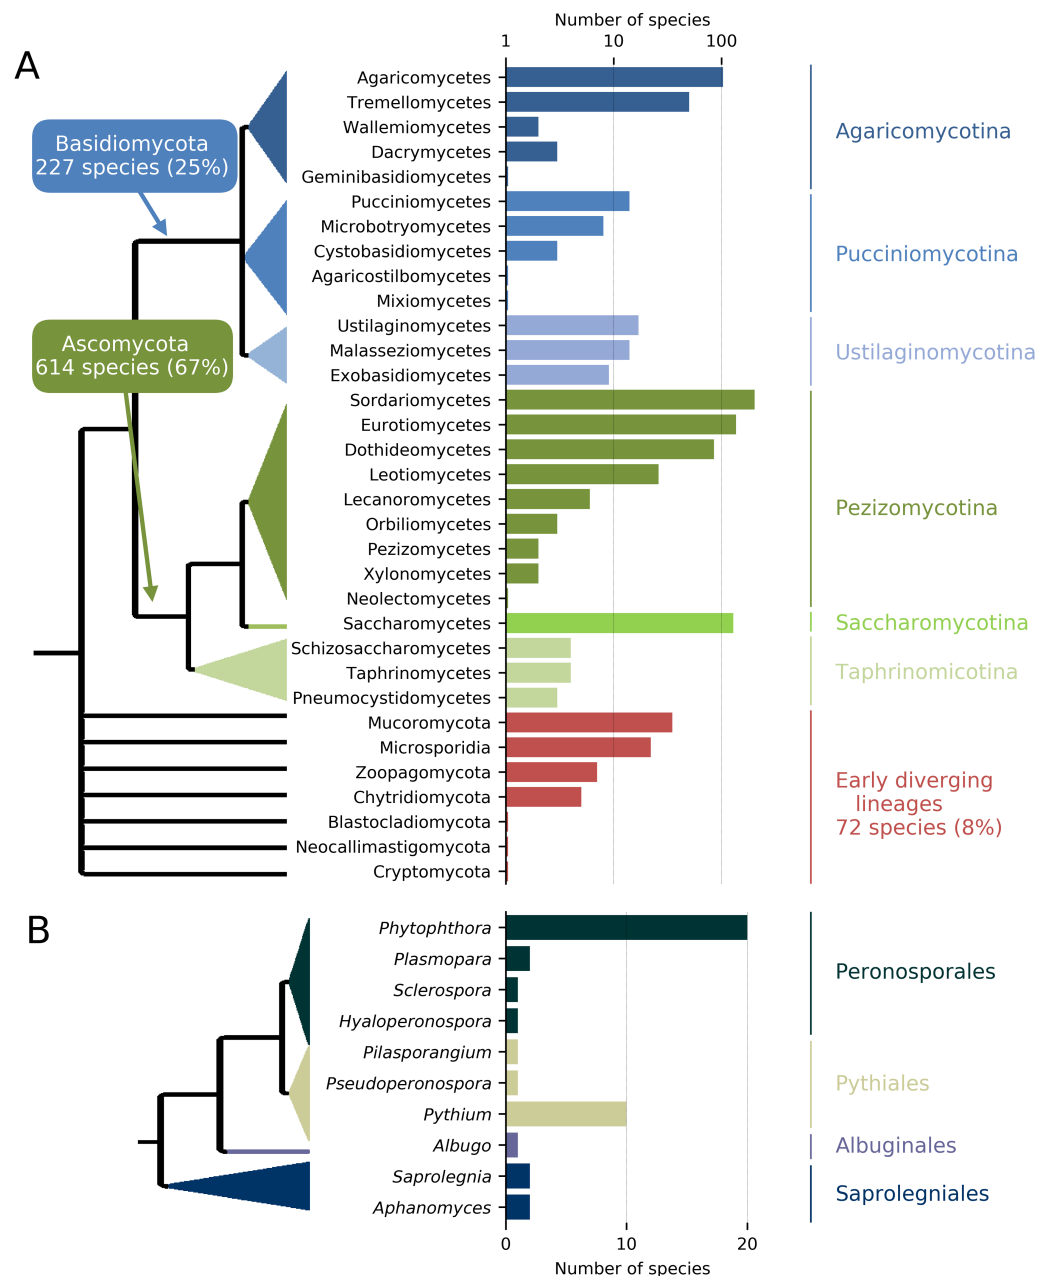 A
Number of species
1 10 100
Basidiomycota
227 species (25%)
Ascomycota
614 species (67%)
Agaricomycetes
Tremellomycetes
Wallemiomycetes
Dacrymycetes
Geminibasidiomycetes
Pucciniomycetes
Microbotryomycetes
Cystobasidiomycetes
Agaricostilbomycetes
Mixiomycetes
Ustilaginomycetes
Malasseziomycetes
Exobasidiomycetes
Sordariomycetes
Eurotiomycetes
Dothideomycetes
Leotiomycetes
Lecanoromycetes
Orbiliomycetes
Pezizomycetes
Xylonomycetes
Neolectomycetes
Saccharomycetes
Schizosaccharomycetes
Taphrinomycetes
Pneumocystidomycetes
Mucoromycota
Microsporidia
Zoopagomycota
Chytridiomycota
Blastocladiomycota
Neocallimastigomycota
Cryptomycota
Agaricomycotina
Pucciniomycotina
Ustilaginomycotina
Pezizomycotina
Saccharomycotina
Taphrinomicotina
Early diverging
lineages
72 species (8%)
B
Phytophthora
Plasmopara
Sclerospora
Hyaloperonospora
Pilasporangium
Pseudoperonospora
Pythium
Albugo
Saprolegnia
Aphanomyces
Peronosporales
Pythiales
Albuginales
Saprolegniales
0 10 20
Number of species